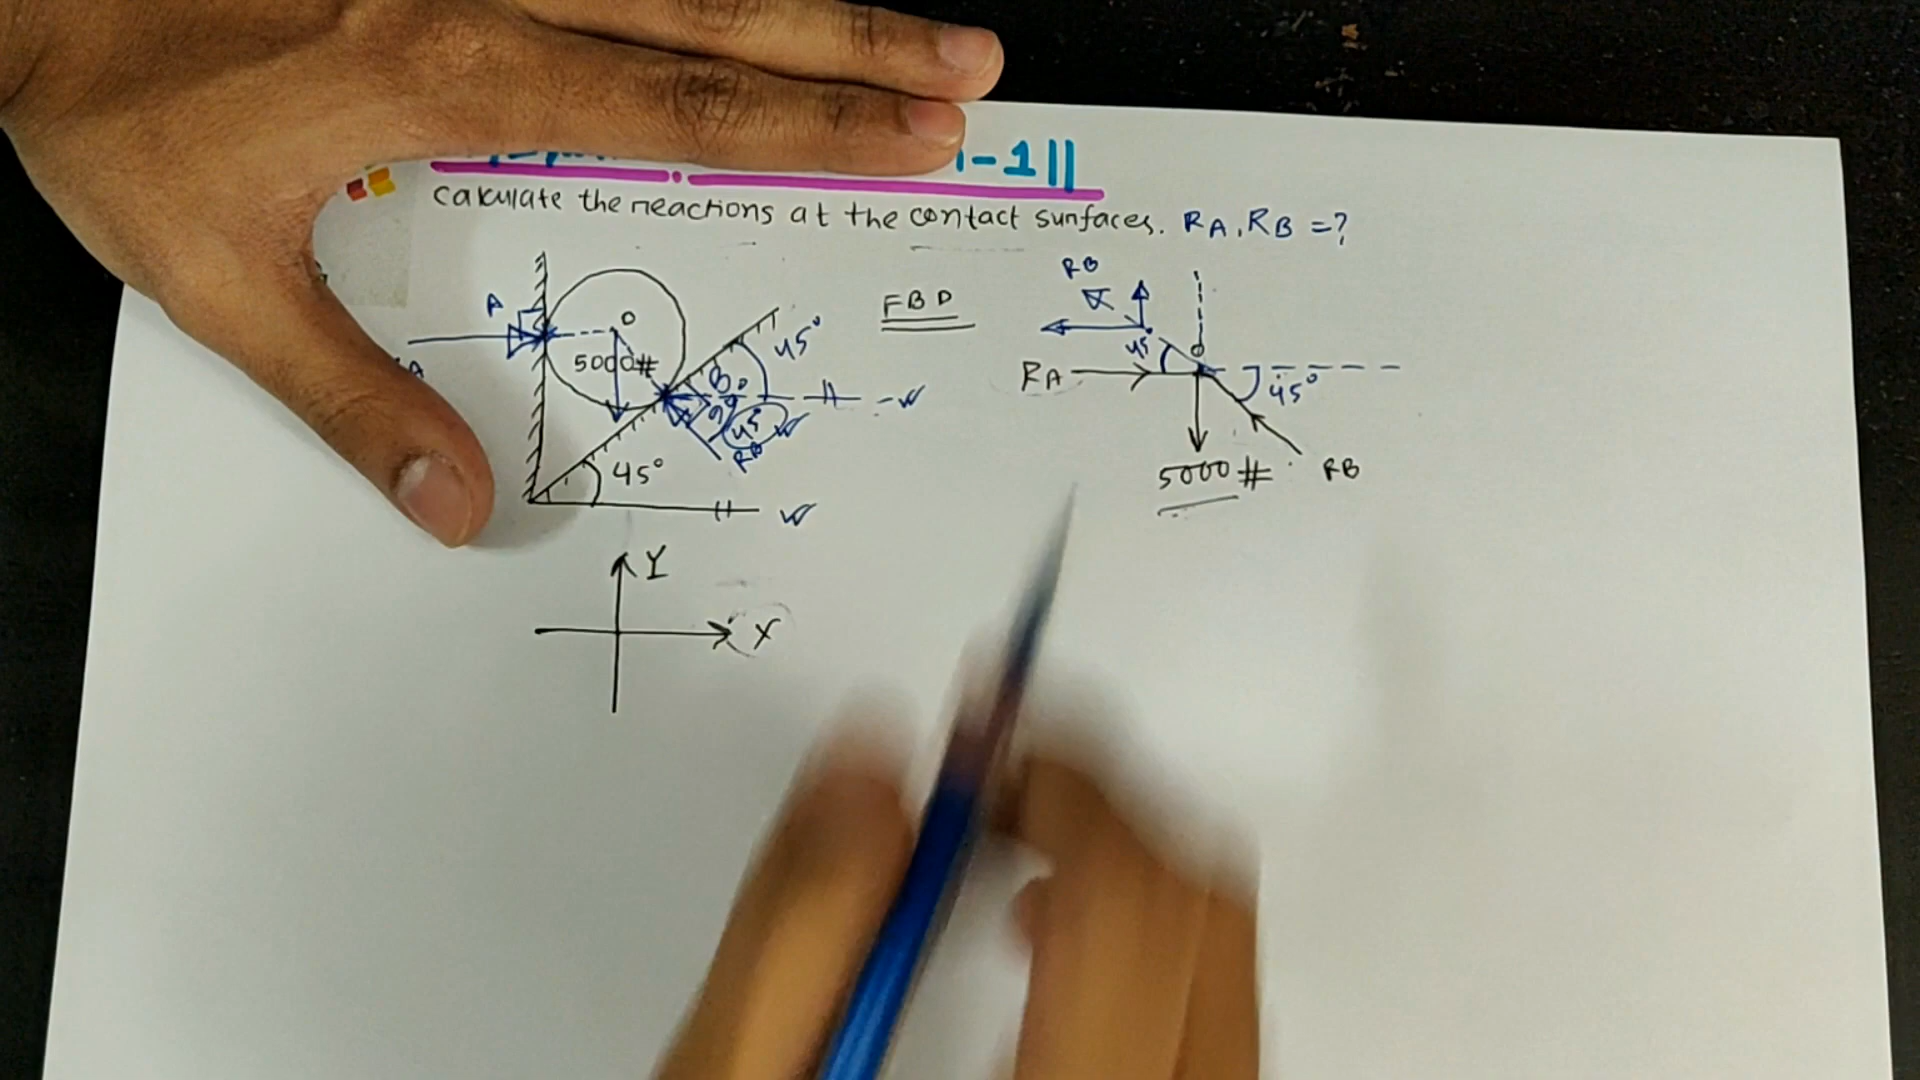 -1||
calculate the reactions at the contact surfaces. RA, RB =?
A
O
5000#
B
45°
90
45
RB
45°
Y
X
FBD
RB
45
O
RA
45°
5000#
RB